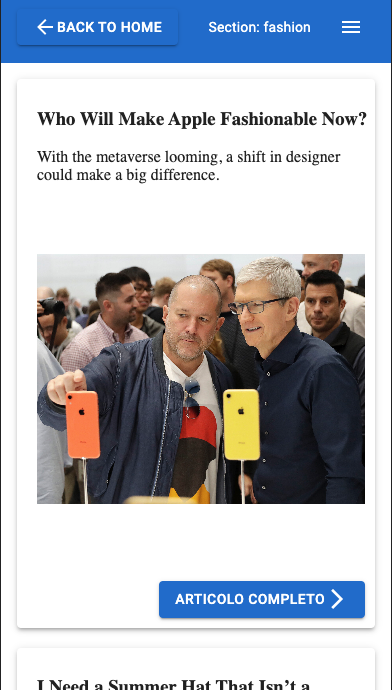 BACK TO HOME
Section: fashion
Who Will Make Apple Fashionable Now?
With the metaverse looming, a shift in designer
could make a big difference.
ARTICOLO COMPLETO
I Need a Summer Hat That Isn't a